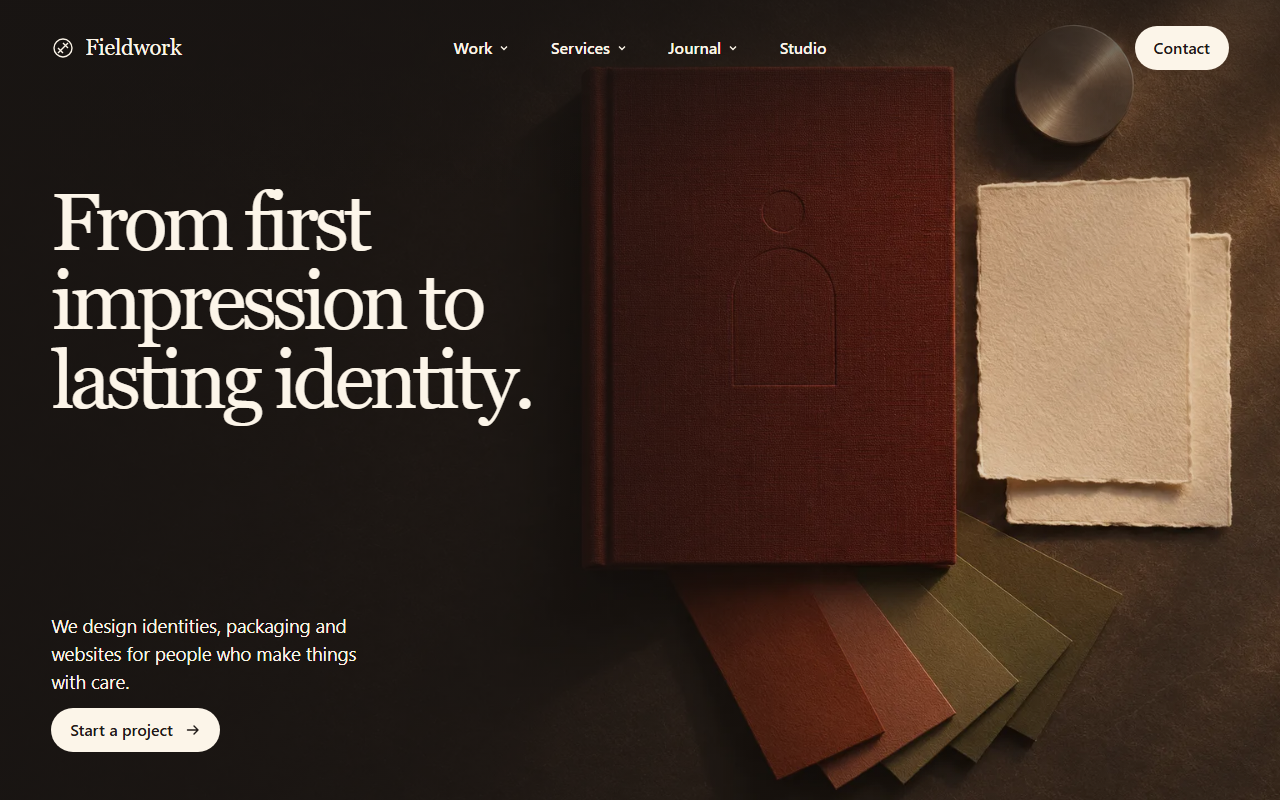 Fieldwork
Work
Services
Journal
Studio
Contact
From first
impression to
lasting identity.
We design identities, packaging and
websites for people who make things
with care.
Start a project